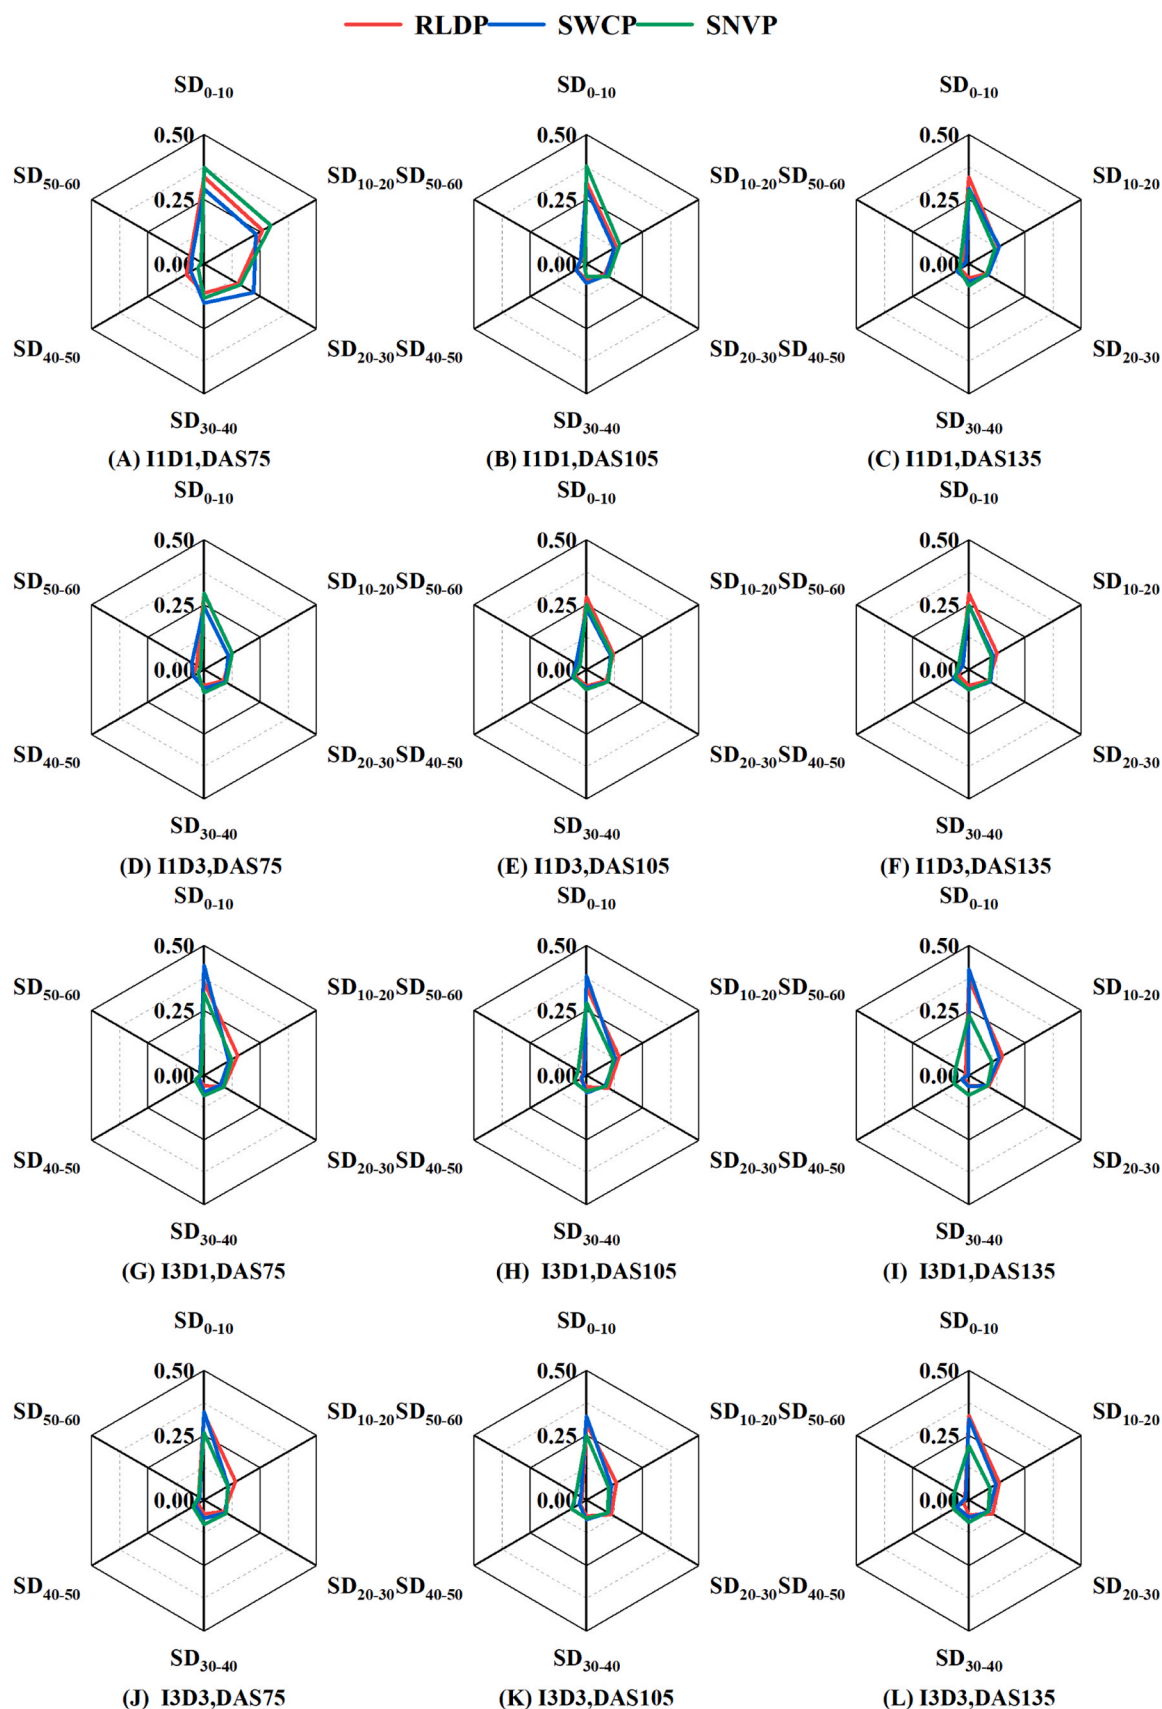 RLDP SWCP SNVP
SD0-10 SD0-10 SD0-10
0.50 0.50 0.50
SD50-60 SD10-20 SD50-60 SD10-20 SD50-60 SD10-20
0.25 0.25 0.25
0.00 0.00 0.00
SD40-50 SD20-30 SD40-50 SD20-30 SD40-50 SD20-30
SD30-40 SD30-40 SD30-40
(A) I1D1,DAS75 (B) I1D1,DAS105 (C) I1D1,DAS135
SD0-10 SD0-10 SD0-10
0.50 0.50 0.50
SD50-60 SD10-20 SD50-60 SD10-20 SD50-60 SD10-20
0.25 0.25 0.25
0.00 0.00 0.00
SD40-50 SD20-30 SD40-50 SD20-30 SD40-50 SD20-30
SD30-40 SD30-40 SD30-40
(D) I1D3,DAS75 (E) I1D3,DAS105 (F) I1D3,DAS135
SD0-10 SD0-10 SD0-10
0.50 0.50 0.50
SD50-60 SD10-20 SD50-60 SD10-20 SD50-60 SD10-20
0.25 0.25 0.25
0.00 0.00 0.00
SD40-50 SD20-30 SD40-50 SD20-30 SD40-50 SD20-30
SD30-40 SD30-40 SD30-40
(G) I3D1,DAS75 (H) I3D1,DAS105 (I) I3D1,DAS135
SD0-10 SD0-10 SD0-10
0.50 0.50 0.50
SD50-60 SD10-20 SD50-60 SD10-20 SD50-60 SD10-20
0.25 0.25 0.25
0.00 0.00 0.00
SD40-50 SD20-30 SD40-50 SD20-30 SD40-50 SD20-30
SD30-40 SD30-40 SD30-40
(J) I3D3,DAS75 (K) I3D3,DAS105 (L) I3D3,DAS135